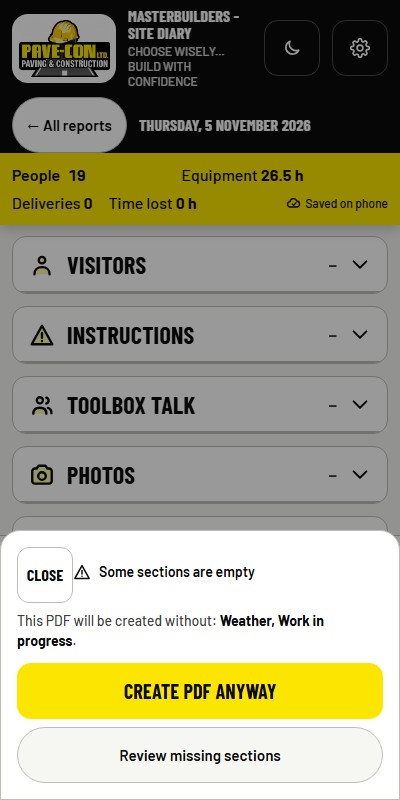 PAVE-CON LTD.
PAVING & CONSTRUCTION
MASTERBUILDERS -
SITE DIARY
CHOOSE WISELY...
BUILD WITH
CONFIDENCE
← All reports
THURSDAY, 5 NOVEMBER 2026
People 19
Equipment 26.5 h
Deliveries 0 Time lost 0 h
Saved on phone
VISITORS –
INSTRUCTIONS –
TOOLBOX TALK –
PHOTOS –
CLOSE
Some sections are empty
This PDF will be created without: Weather, Work in
progress.
CREATE PDF ANYWAY
Review missing sections